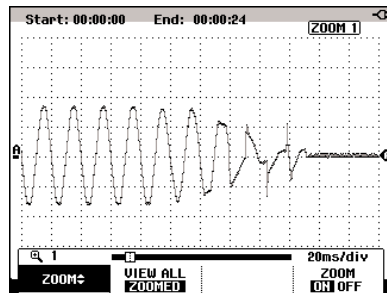 Start: 00:00:00 End: 00:00:24
ZOOM 1
A
1 20ms/div
ZOOM VIEW ALL ZOOM
ZOOMED ON OFF